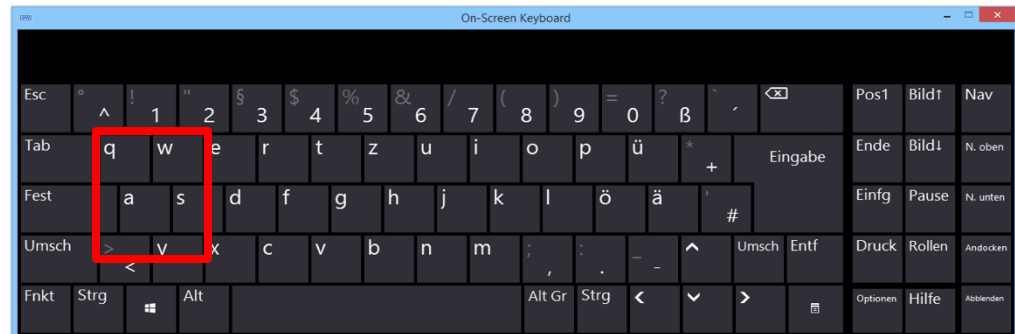 On-Screen Keyboard
Esc ° ^ ! 1 " 2 § 3 $ 4 % 5 & 6 / 7 ( 8 ) 9 = 0 ? ß ` ´ Pos1 Bild↑ Nav
Tab q w e r t z u i o p ü * + Eingabe Ende Bild↓ N. oben
Fest a s d f g h j k l ö ä ' # Einfg Pause N. unten
Umsch > < v x c v b n m ; , : . _ - ^ Umsch Entf Druck Rollen Andocken
Fnkt Strg Alt Alt Gr Strg < v > Optionen Hilfe Abblenden